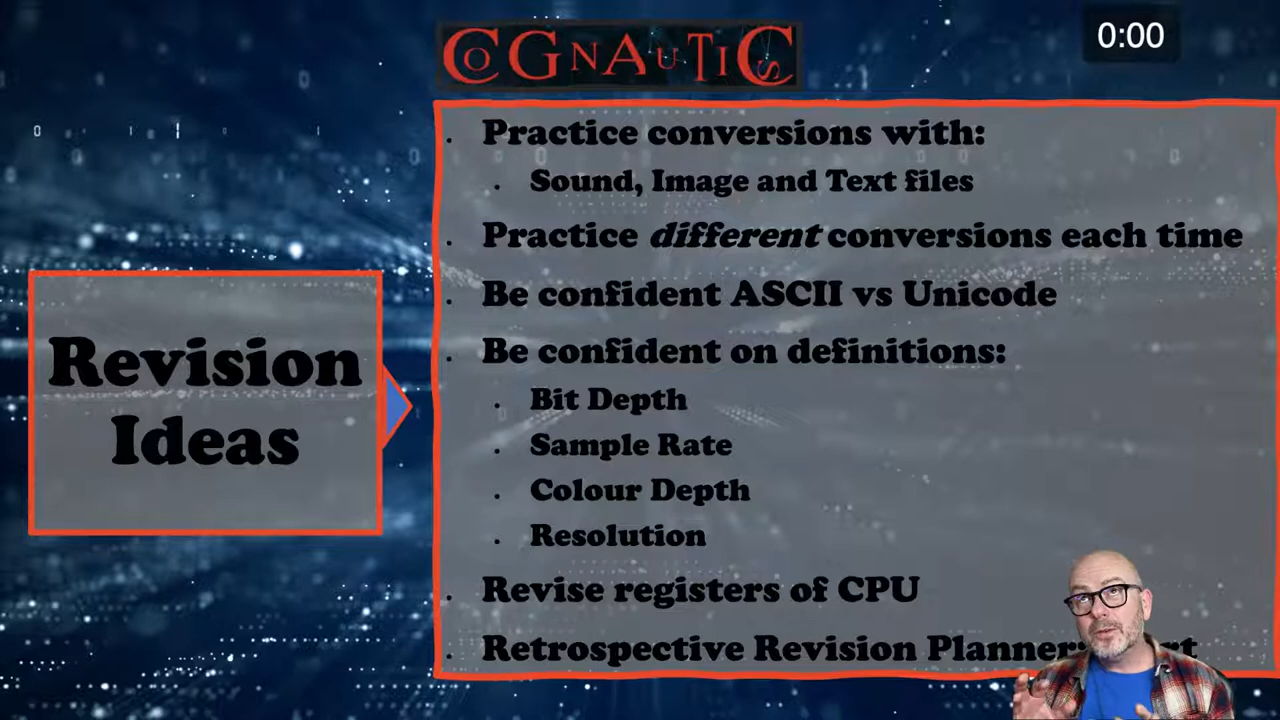 COGNAUTICS
0:00
Practice conversions with:
Sound, Image and Text files
Practice different conversions each time
Be confident ASCII vs Unicode
Be confident on definitions:
Bit Depth
Sample Rate
Colour Depth
Resolution
Revise registers of CPU
Retrospective Revision Planner:
Revision
Ideas